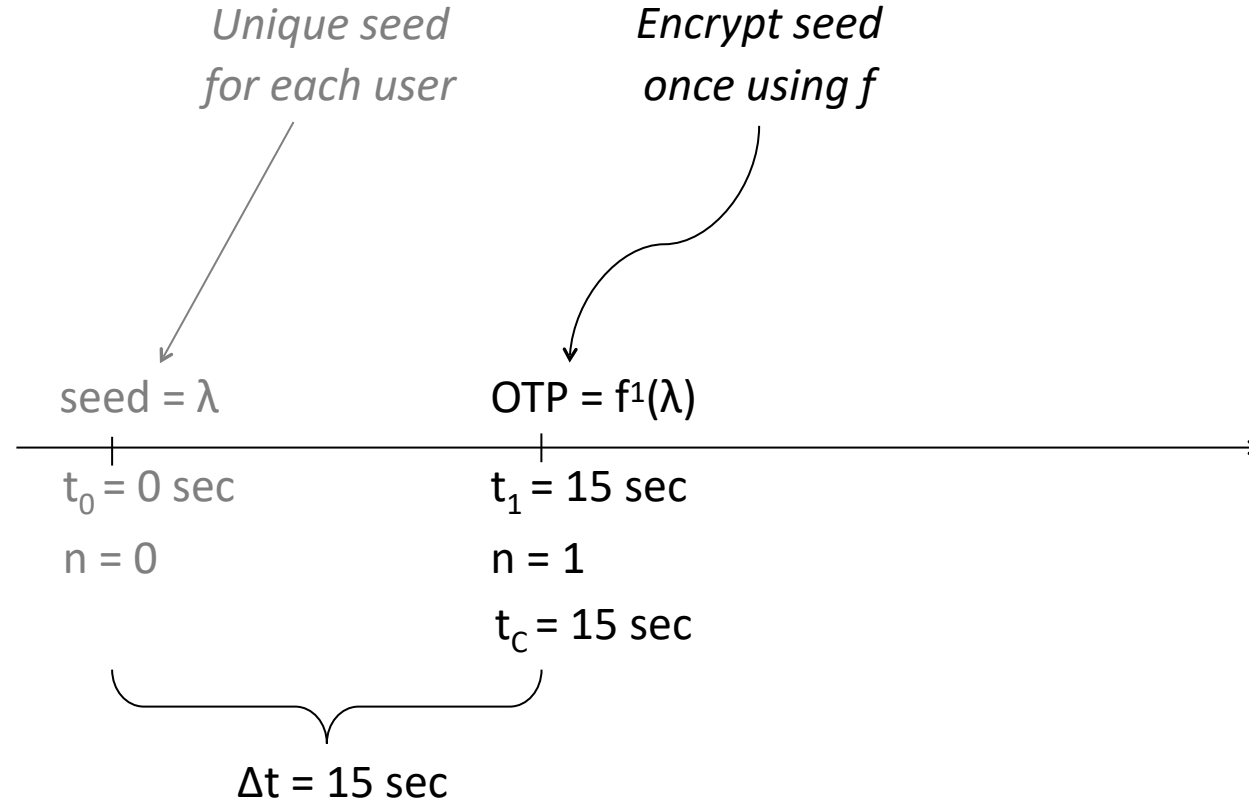 Unique seed
for each user
Encrypt seed
once using f
seed = λ
OTP = f¹(λ)
t₀ = 0 sec
n = 0
t₁ = 15 sec
n = 1
t_C = 15 sec
Δt = 15 sec